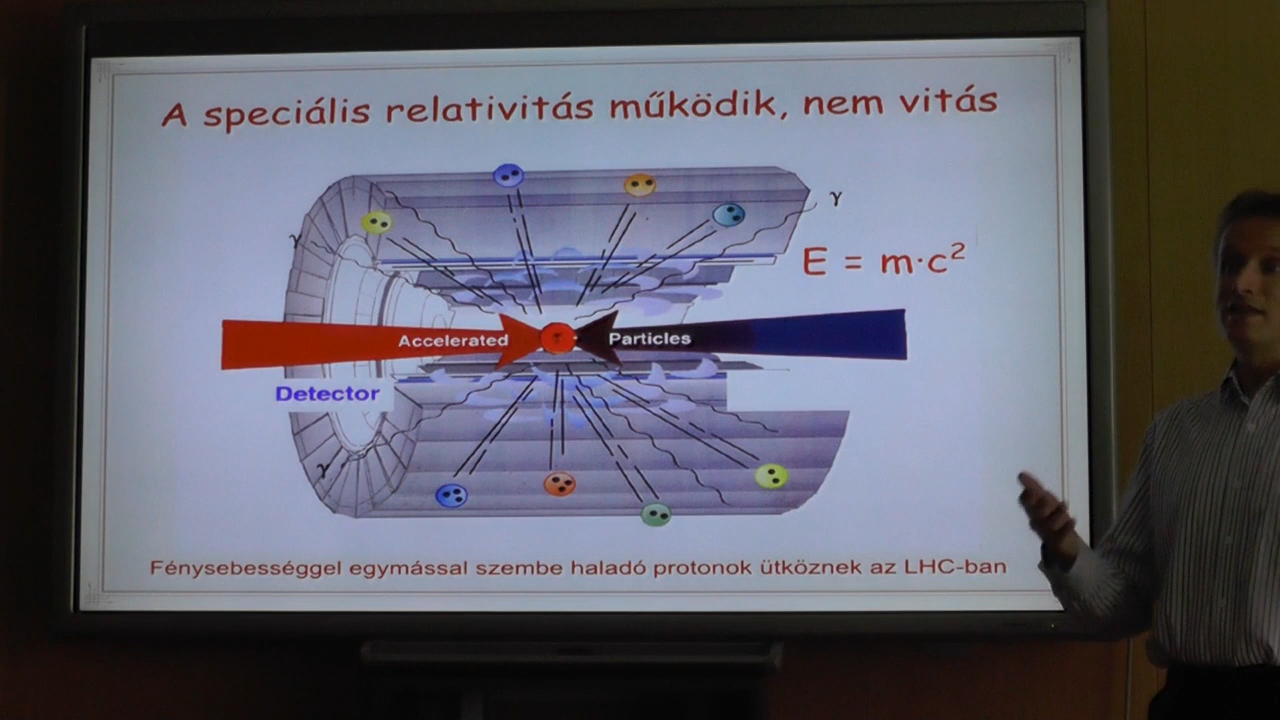 A speciális relativitás működik, nem vitás
γ
γ
E = m·c²
Accelerated Particles
Detector
γ
Fénysebességgel egymással szembe haladó protonok ütköznek az LHC-ban